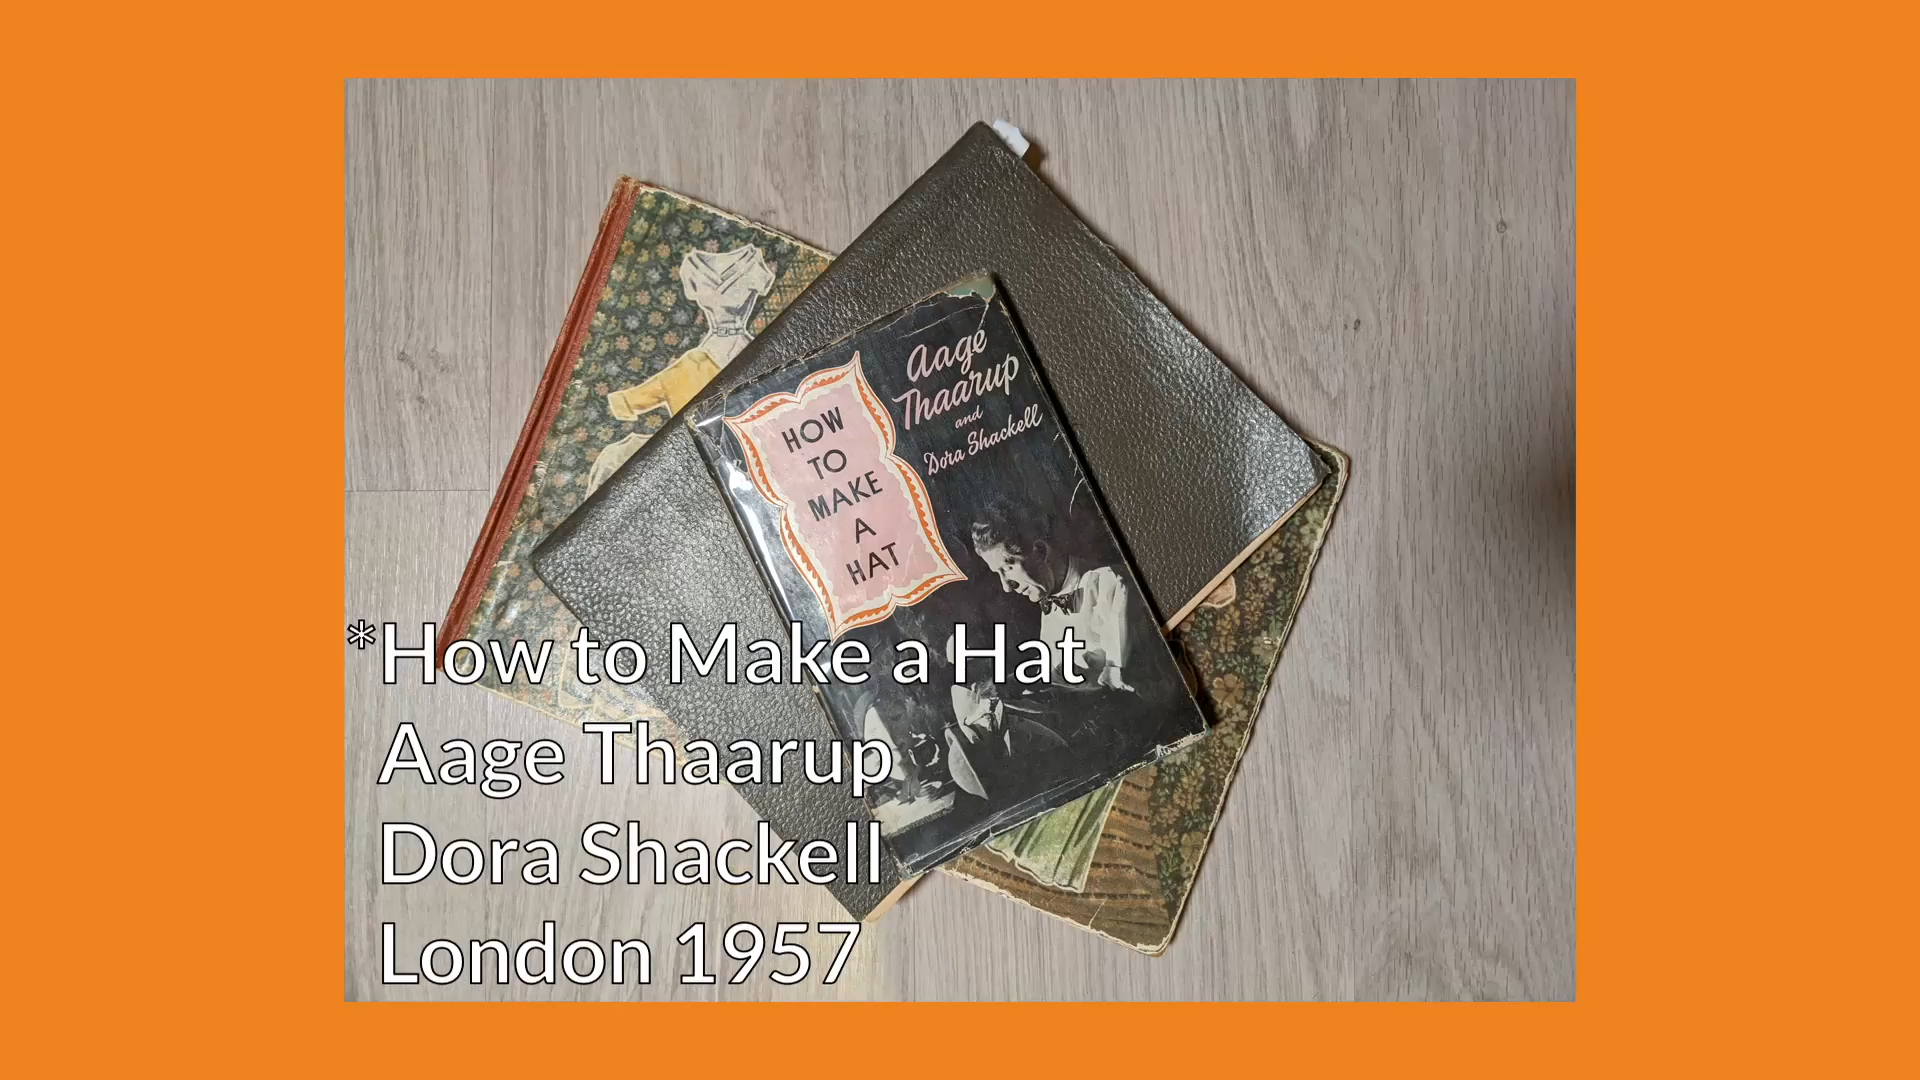 Aage
Thaarup
and
Dora Shackell
HOW
TO
MAKE
A
HAT
*How to Make a Hat
Aage Thaarup
Dora Shackell
London 1957